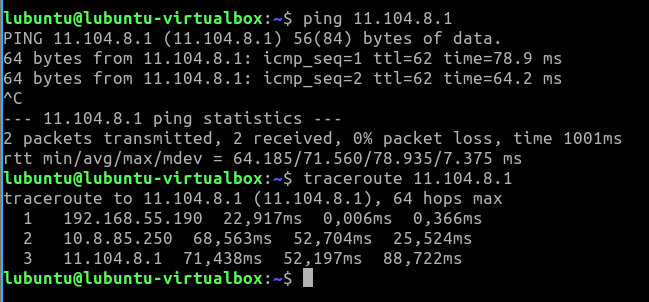 lubuntu@lubuntu-virtualbox:~$ ping 11.104.8.1
PING 11.104.8.1 (11.104.8.1) 56(84) bytes of data.
64 bytes from 11.104.8.1: icmp_seq=1 ttl=62 time=78.9 ms
64 bytes from 11.104.8.1: icmp_seq=2 ttl=62 time=64.2 ms
^C
--- 11.104.8.1 ping statistics ---
2 packets transmitted, 2 received, 0% packet loss, time 1001ms
rtt min/avg/max/mdev = 64.185/71.560/78.935/7.375 ms
lubuntu@lubuntu-virtualbox:~$ traceroute 11.104.8.1
traceroute to 11.104.8.1 (11.104.8.1), 64 hops max
  1   192.168.55.190  22,917ms  0,006ms  0,366ms
  2   10.8.85.250  68,563ms  52,704ms  25,524ms
  3   11.104.8.1  71,438ms  52,197ms  88,722ms
lubuntu@lubuntu-virtualbox:~$